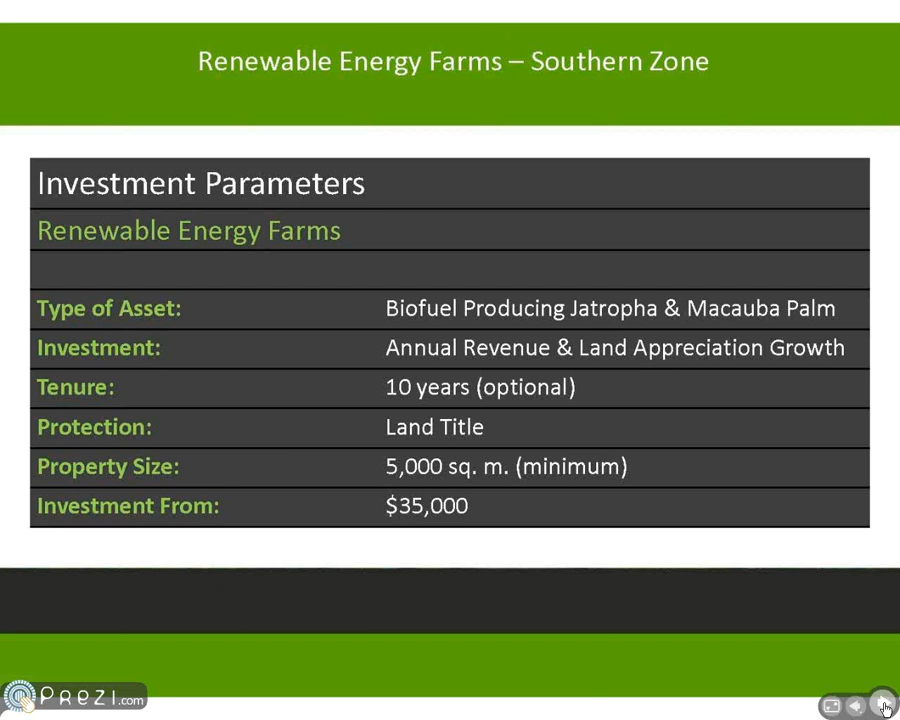 Renewable Energy Farms – Southern Zone
Investment Parameters
Renewable Energy Farms
Type of Asset: Biofuel Producing Jatropha & Macauba Palm
Investment: Annual Revenue & Land Appreciation Growth
Tenure: 10 years (optional)
Protection: Land Title
Property Size: 5,000 sq. m. (minimum)
Investment From: $35,000
Prezi.com